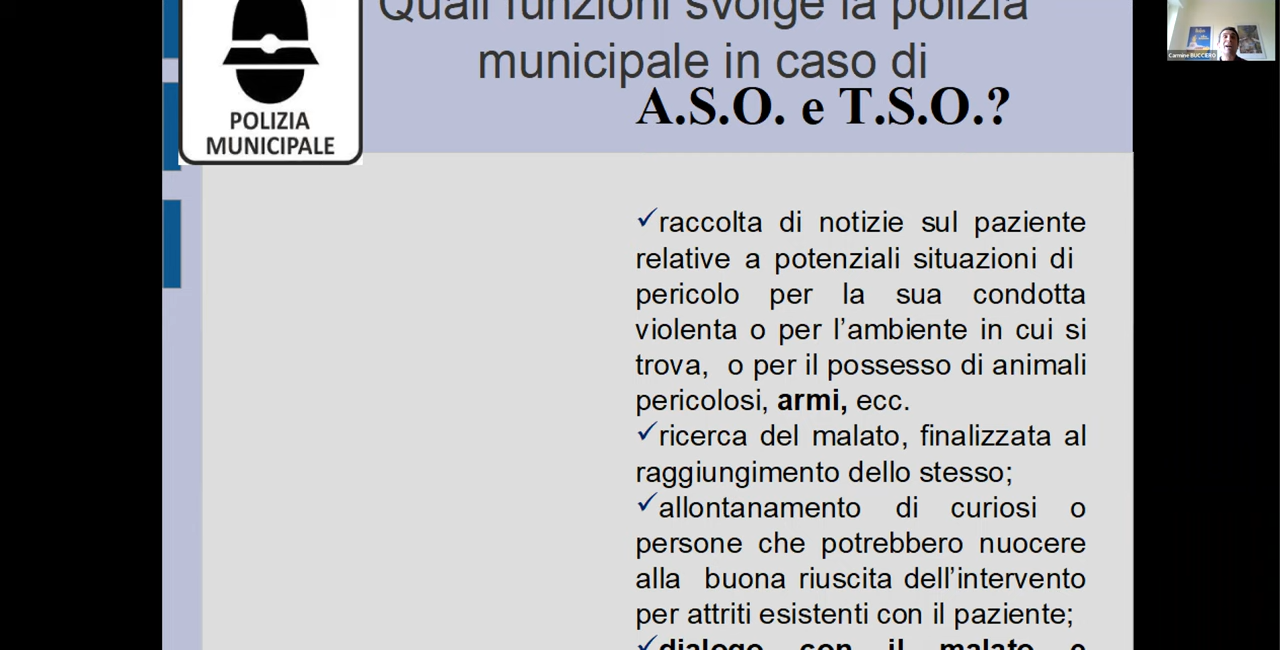 Quali funzioni svolge la polizia
municipale in caso di
A.S.O. e T.S.O.?
POLIZIA
MUNICIPALE
Carmine BUCCERO
✓raccolta di notizie sul paziente
relative a potenziali situazioni di
pericolo per la sua condotta
violenta o per l’ambiente in cui si
trova, o per il possesso di animali
pericolosi, armi, ecc.
✓ricerca del malato, finalizzata al
raggiungimento dello stesso;
✓allontanamento di curiosi o
persone che potrebbero nuocere
alla buona riuscita dell’intervento
per attriti esistenti con il paziente;
✓dialogo con il malato e